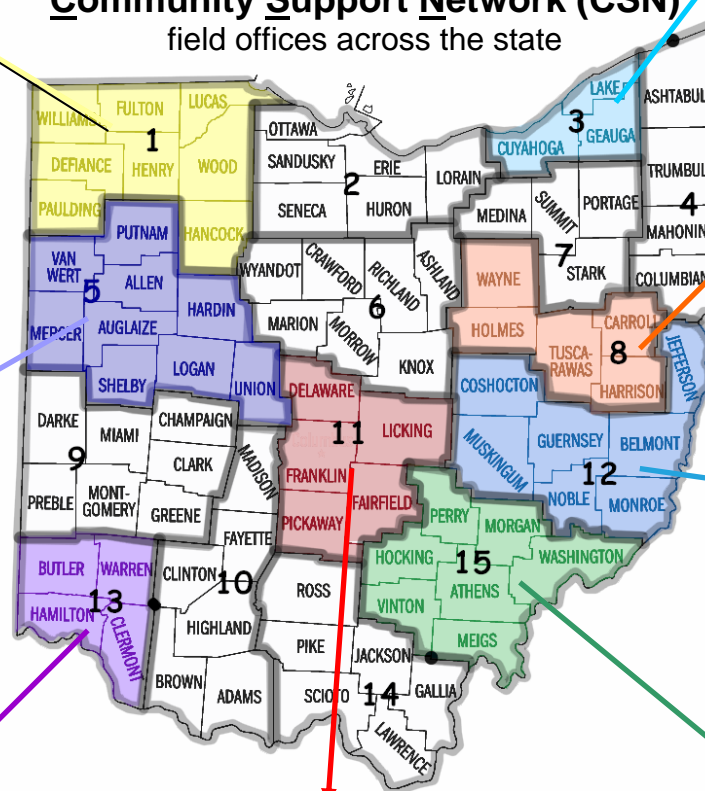 Community Support Network (CSN)
field offices across the state
WILLIAMS
FULTON
LUCAS
1
DEFIANCE
HENRY
WOOD
PAULDING
HANCOCK
OTTAWA
SANDUSKY
ERIE
2
LORAIN
SENECA
HURON
LAKE
3
GEAUGA
CUYAHOGA
ASHTABUL
TRUMBUL
4
MAHONIN
COLUMBIAN
MEDINA
SUMMIT
PORTAGE
7
STARK
PUTNAM
VAN
WERT
5
ALLEN
HARDIN
MERCER
AUGLAIZE
LOGAN
SHELBY
UNION
WYANDOT
CRAWFORD
RICHLAND
ASHLAND
6
MARION
MORROW
KNOX
WAYNE
HOLMES
CARROLL
8
TUSCA-
RAWAS
HARRISON
JEFFERSON
COSHOCTON
MUSKINGUM
GUERNSEY
BELMONT
12
NOBLE
MONROE
DELAWARE
11
LICKING
FRANKLIN
FAIRFIELD
PICKAWAY
DARKE
MIAMI
CHAMPAIGN
9
CLARK
PREBLE
MONT-
GOMERY
GREENE
MADISON
FAYETTE
CLINTON
10
HIGHLAND
BROWN
ADAMS
BUTLER
WARREN
13
HAMILTON
CLERMONT
PERRY
MORGAN
HOCKING
15
WASHINGTON
ATHENS
VINTON
MEIGS
ROSS
PIKE
JACKSON
SCIOTO
14
GALLIA
LAWRENCE